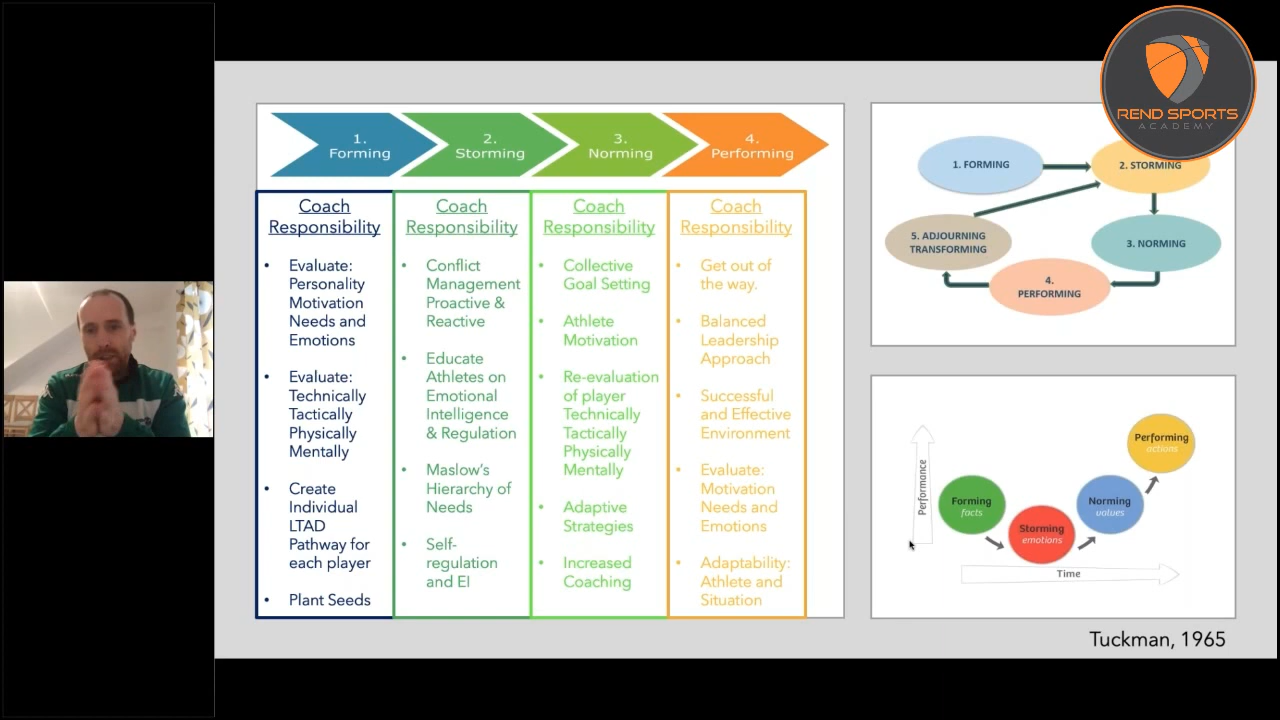 REND SPORTS
ACADEMY
1.
Forming
2.
Storming
3.
Norming
4.
Performing
Coach
Responsibility
• Evaluate:
Personality
Motivation
Needs and
Emotions
• Evaluate:
Technically
Tactically
Physically
Mentally
• Create
Individual
LTAD
Pathway for
each player
• Plant Seeds
Coach
Responsibility
• Conflict
Management
Proactive &
Reactive
• Educate
Athletes on
Emotional
Intelligence
& Regulation
• Maslow's
Hierarchy of
Needs
• Self-
regulation
and EI
Coach
Responsibility
• Collective
Goal Setting
• Athlete
Motivation
• Re-evaluation
of player
Technically
Tactically
Physically
Mentally
• Adaptive
Strategies
• Increased
Coaching
Coach
Responsibility
• Get out of
the way.
• Balanced
Leadership
Approach
• Successful
and Effective
Environment
• Evaluate:
Motivation
Needs and
Emotions
• Adaptability:
Athlete and
Situation
1. FORMING
2. STORMING
3. NORMING
4.
PERFORMING
5. ADJOURNING
TRANSFORMING
Performance
Forming
facts
Storming
emotions
Norming
values
Performing
actions
Time
Tuckman, 1965